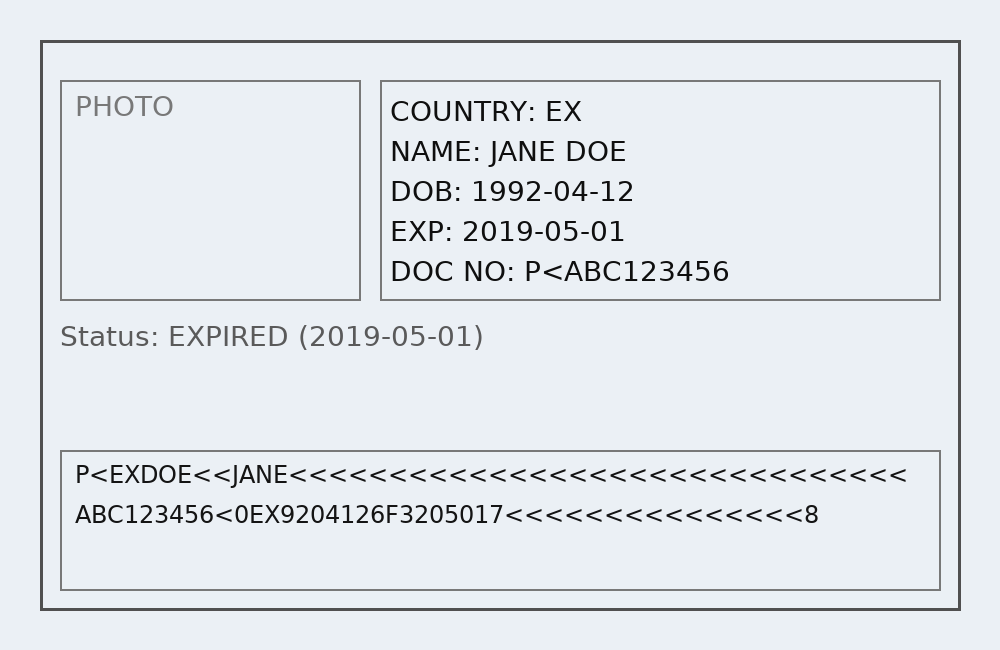 PHOTO
COUNTRY: EX
NAME: JANE DOE
DOB: 1992-04-12
EXP: 2019-05-01
DOC NO: P<ABC123456
Status: EXPIRED (2019-05-01)
P<EXDOE<<JANE<<<<<<<<<<<<<<<<<<<<<<<<<<<<<<<
ABC123456<0EX9204126F3205017<<<<<<<<<<<<<<<8